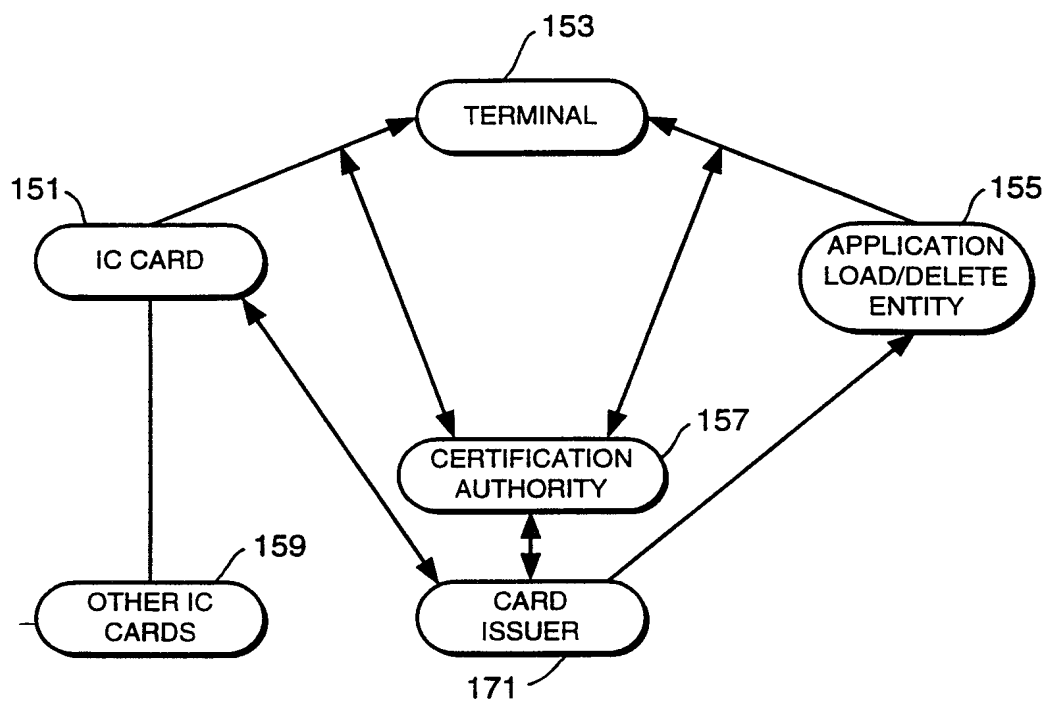 153
TERMINAL
151
IC CARD
155
APPLICATION
LOAD/DELETE
ENTITY
157
CERTIFICATION
AUTHORITY
159
OTHER IC
CARDS
CARD
ISSUER
171